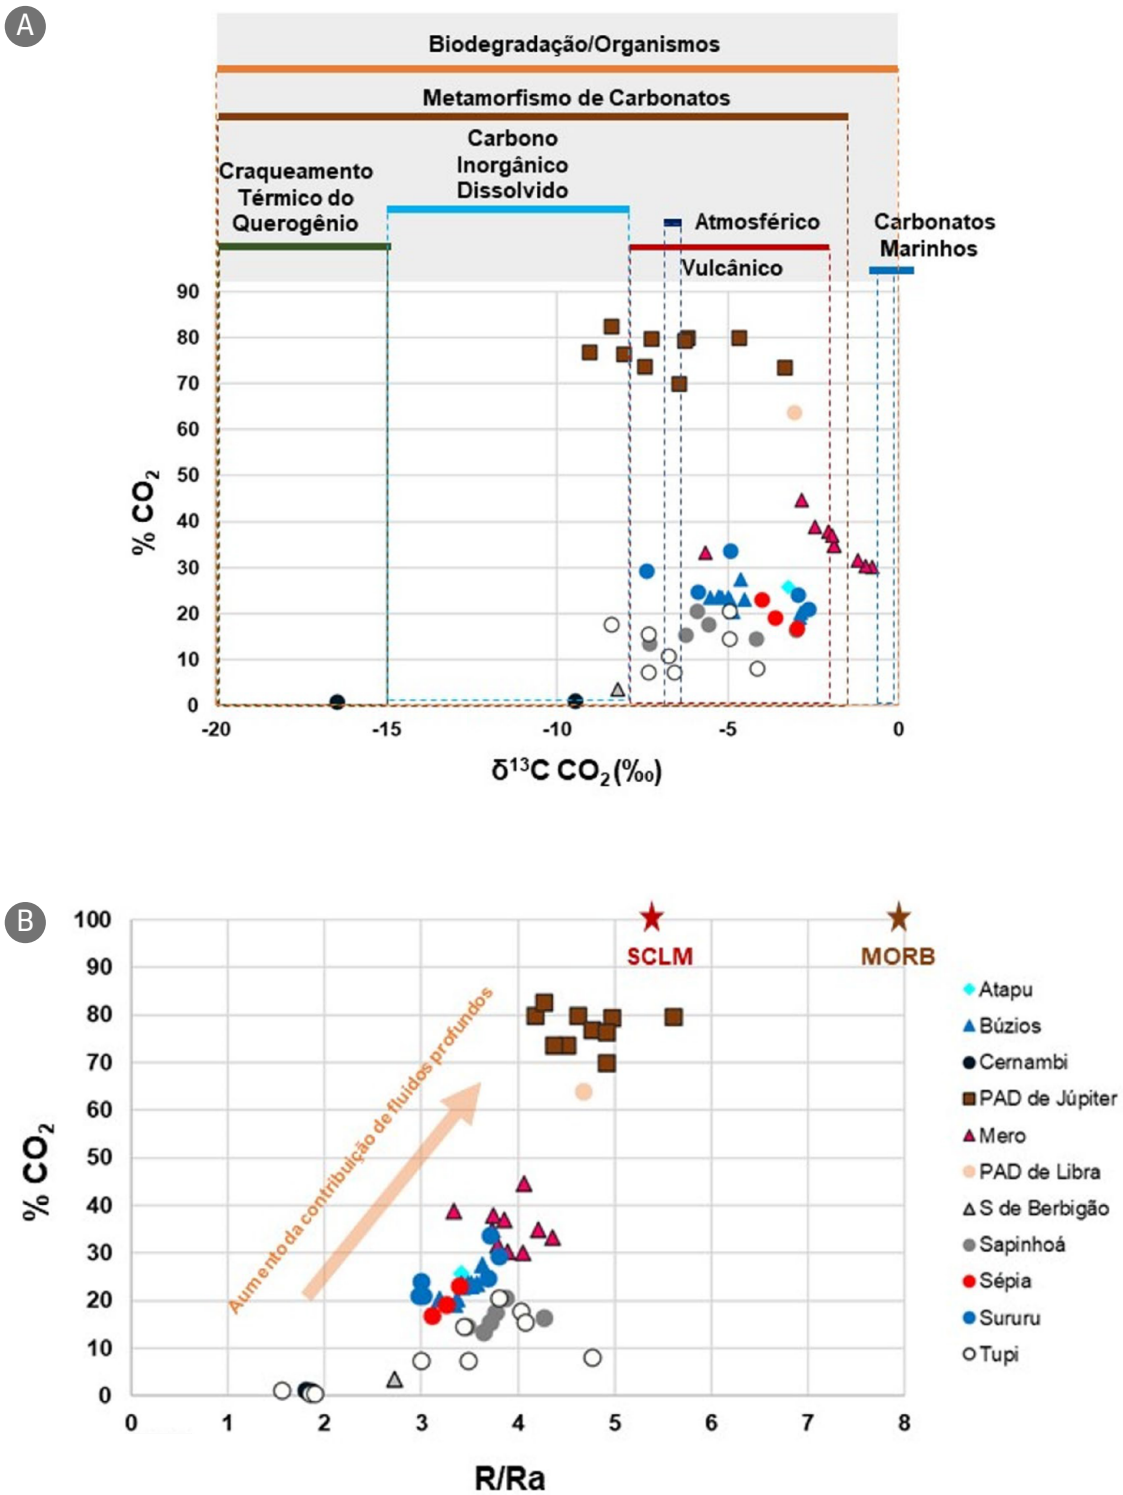 A
Biodegradação/Organismos
Metamorfismo de Carbonatos
Carbono
Inorgânico
Dissolvido
Craqueamento
Térmico do
Querogênio
Atmosférico
Vulcânico
Carbonatos
Marinhos
90
80
70
60
50
40
30
20
10
0
% CO₂
-20 -15 -10 -5 0
δ¹³C CO₂(‰)
B
100
90
80
70
60
50
40
30
20
10
0
% CO₂
SCLM
MORB
Aumento da contribuição de fluidos profundos
0 1 2 3 4 5 6 7 8
R/Ra
Atapu
Búzios
Cernambi
PAD de Júpiter
Mero
PAD de Libra
S de Berbigão
Sapinhoá
Sépia
Sururu
Tupi